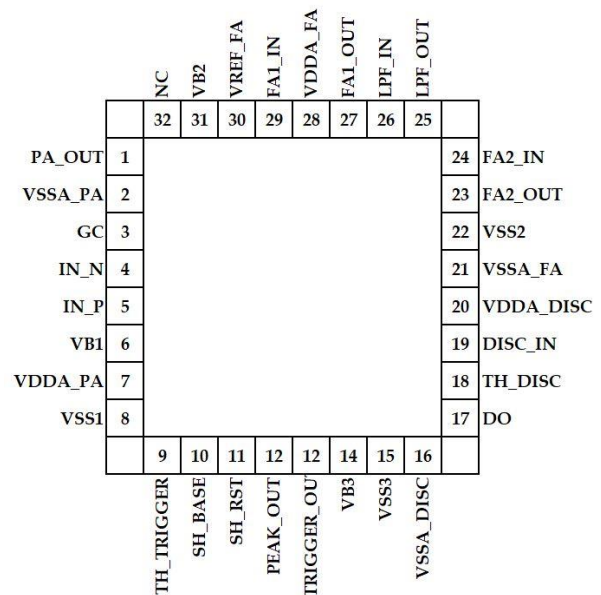 NC
VB2
VREF_FA
FA1_IN
VDDA_FA
FA1_OUT
LPF_IN
LPF_OUT
32 31 30 29 28 27 26 25
PA_OUT 1 24 FA2_IN
VSSA_PA 2 23 FA2_OUT
GC 3 22 VSS2
IN_N 4 21 VSSA_FA
IN_P 5 20 VDDA_DISC
VB1 6 19 DISC_IN
VDDA_PA 7 18 TH_DISC
VSS1 8 17 DO
9 10 11 12 12 14 15 16
TH_TRIGGER
SH_BASE
SH_RST
PEAK_OUT
TRIGGER_OUT
VB3
VSS3
VSSA_DISC